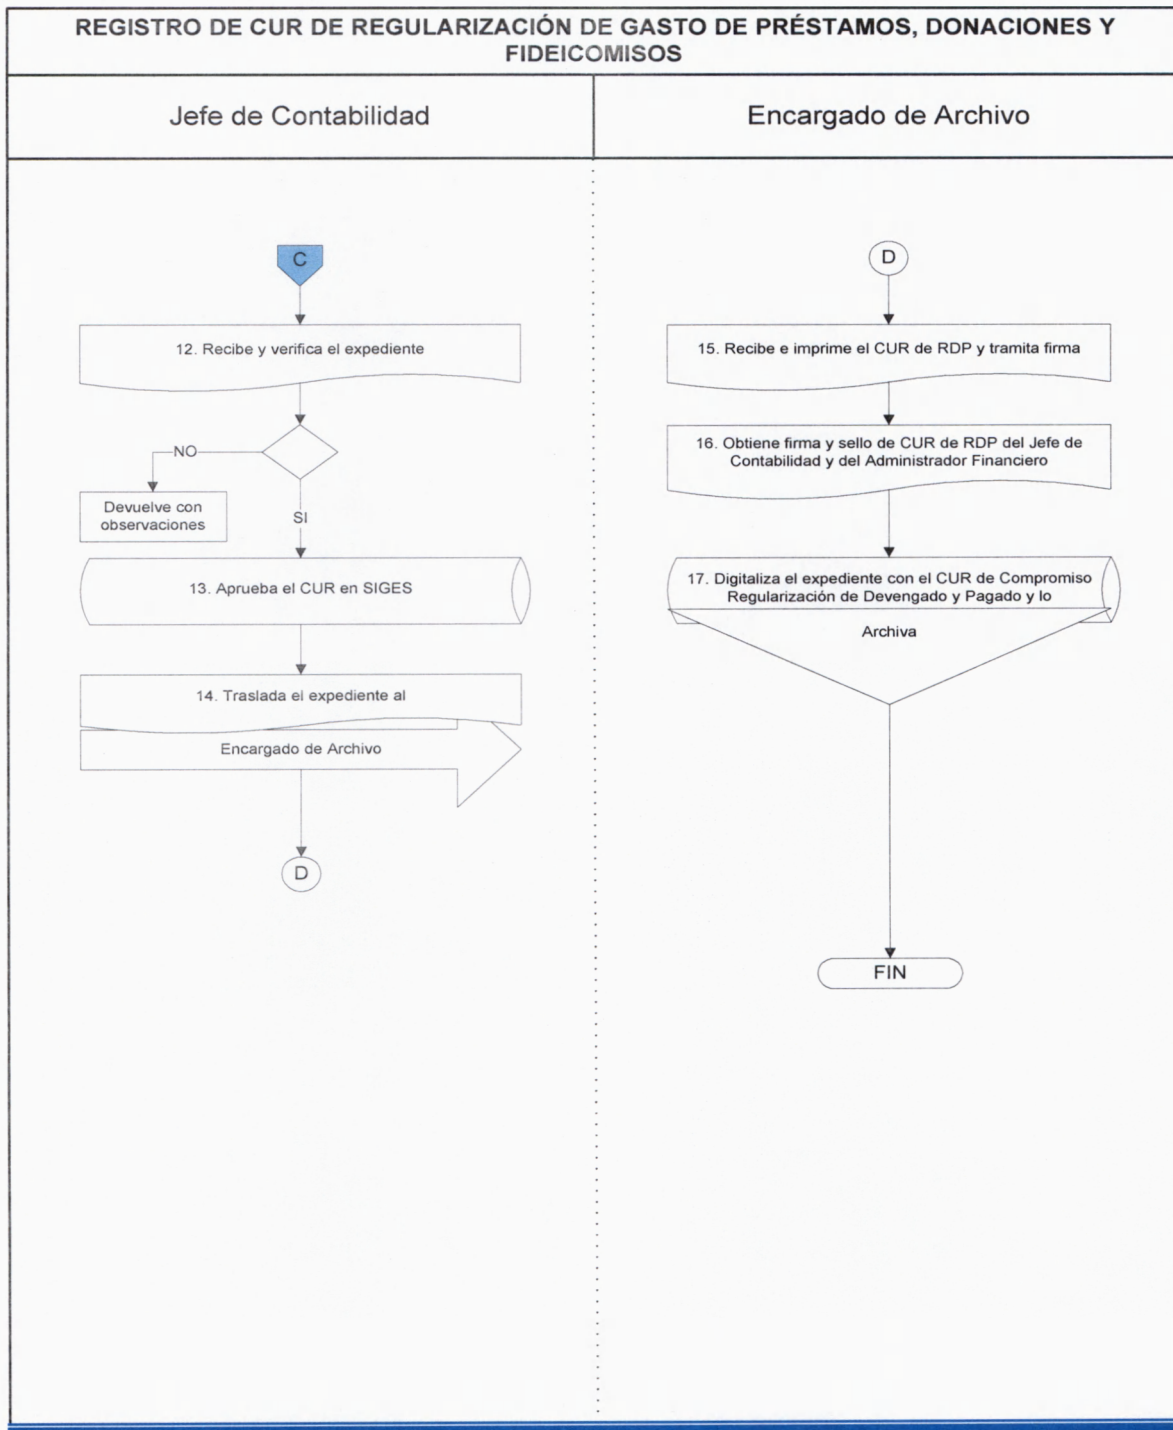 REGISTRO DE CUR DE REGULARIZACIÓN DE GASTO DE PRÉSTAMOS, DONACIONES Y
FIDEICOMISOS
Jefe de Contabilidad
Encargado de Archivo
C
12. Recibe y verifica el expediente
NO
Devuelve con
observaciones
SI
13. Aprueba el CUR en SIGES
14. Traslada el expediente al
Encargado de Archivo
D
D
15. Recibe e imprime el CUR de RDP y tramita firma
16. Obtiene firma y sello de CUR de RDP del Jefe de
Contabilidad y del Administrador Financiero
17. Digitaliza el expediente con el CUR de Compromiso
Regularización de Devengado y Pagado y lo
Archiva
FIN